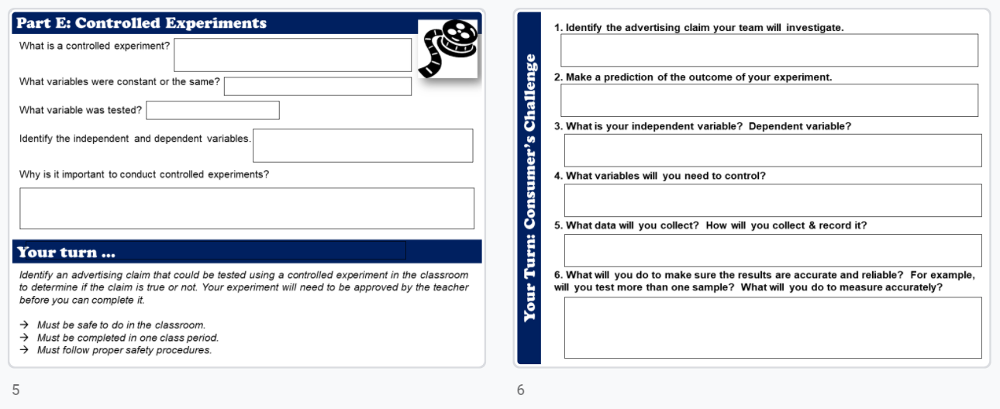 Part E: Controlled Experiments
What is a controlled experiment?
What variables were constant or the same?
What variable was tested?
Identify the independent and dependent variables.
Why is it important to conduct controlled experiments?
Your turn ...
Identify an advertising claim that could be tested using a controlled experiment in the classroom
to determine if the claim is true or not. Your experiment will need to be approved by the teacher
before you can complete it.
→ Must be safe to do in the classroom.
→ Must be completed in one class period.
→ Must follow proper safety procedures.
5
Your Turn: Consumer's Challenge
1. Identify the advertising claim your team will investigate.
2. Make a prediction of the outcome of your experiment.
3. What is your independent variable? Dependent variable?
4. What variables will you need to control?
5. What data will you collect? How will you collect & record it?
6. What will you do to make sure the results are accurate and reliable? For example,
will you test more than one sample? What will you do to measure accurately?
6